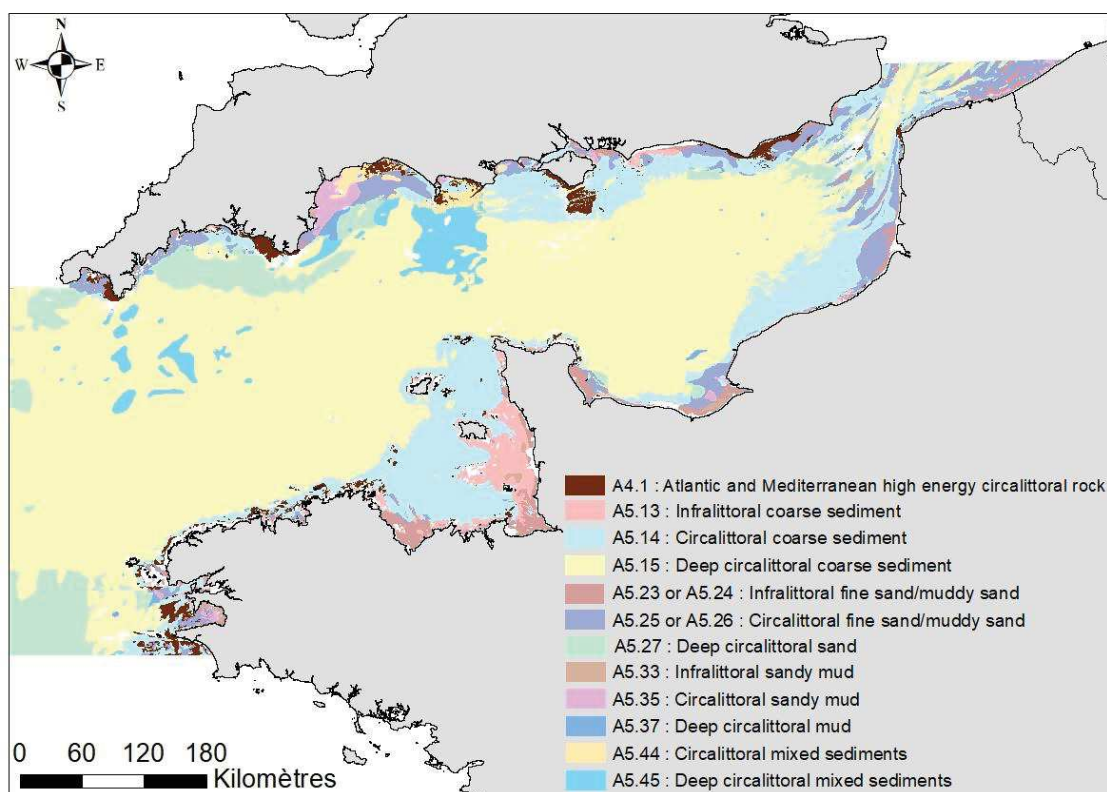 N
W E
S
A4.1 : Atlantic and Mediterranean high energy circalittoral rock
A5.13 : Infralittoral coarse sediment
A5.14 : Circalittoral coarse sediment
A5.15 : Deep circalittoral coarse sediment
A5.23 or A5.24 : Infralittoral fine sand/muddy sand
A5.25 or A5.26 : Circalittoral fine sand/muddy sand
A5.27 : Deep circalittoral sand
A5.33 : Infralittoral sandy mud
A5.35 : Circalittoral sandy mud
A5.37 : Deep circalittoral mud
A5.44 : Circalittoral mixed sediments
A5.45 : Deep circalittoral mixed sediments
0 60 120 180
Kilomètres